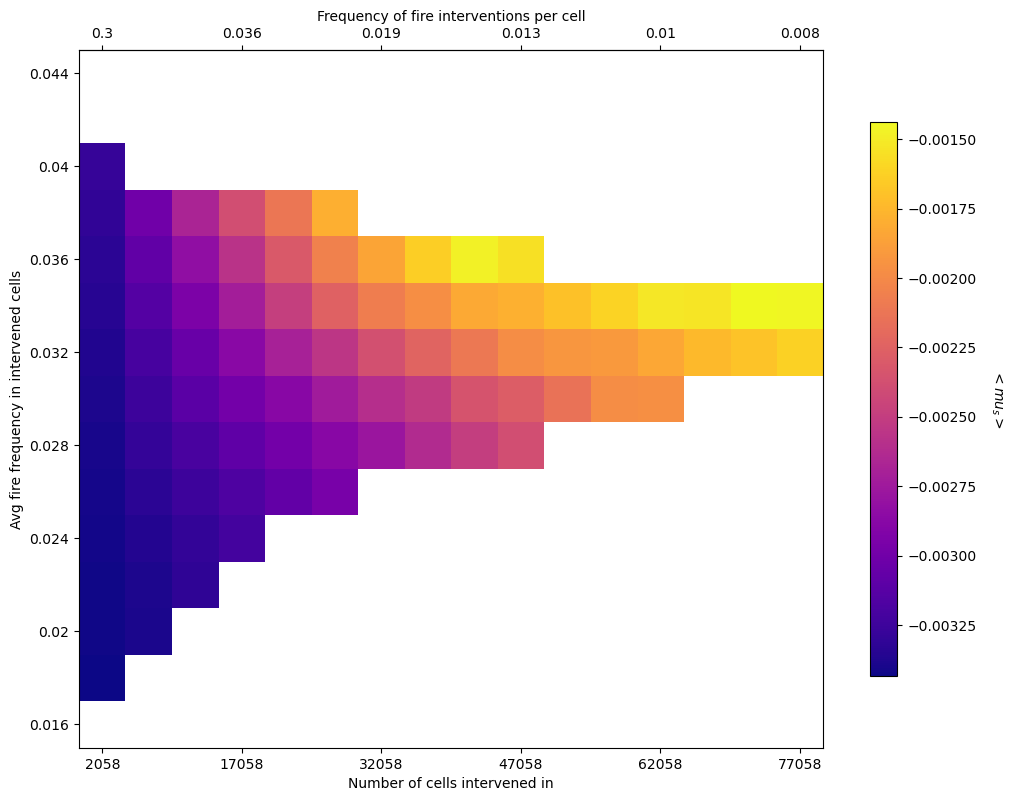 Frequency of fire interventions per cell
0.3 0.036 0.019 0.013 0.01 0.008
0.044
0.04
0.036
0.032
0.028
0.024
0.02
0.016
Avg fire frequency in intervened cells
2058 17058 32058 47058 62058 77058
Number of cells intervened in
−0.00150
−0.00175
−0.00200
−0.00225
−0.00250
−0.00275
−0.00300
−0.00325
< mu_s >